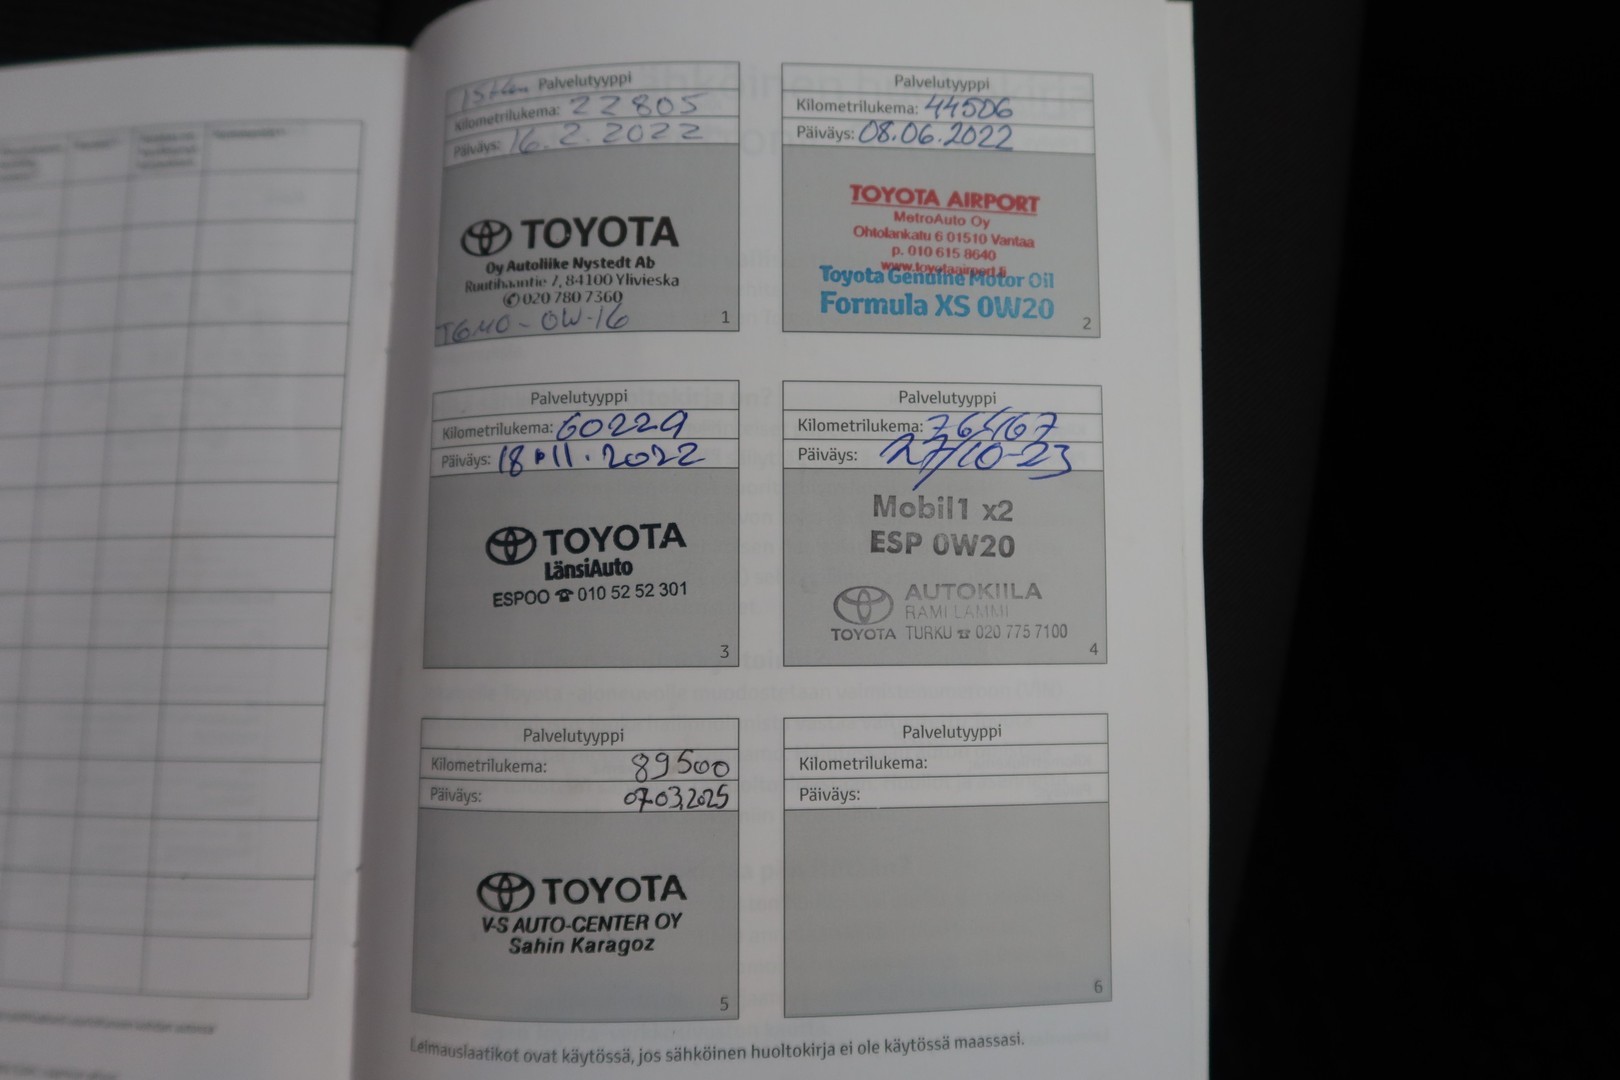 Palvelutyyppi
Kilometrilukema: 22805
Päiväys: 16.2.2022
TOYOTA
Oy Autoliike Nystedt Ab
Ruutihaantie 7, 84100 Ylivieska
020 780 7360
TGMO-0W-16
1
Palvelutyyppi
Kilometrilukema: 44506
Päiväys: 08.06.2022
TOYOTA AIRPORT
MetroAuto Oy
Ohtolankatu 6 01510 Vantaa
p. 010 615 8640
www.toyotaairport.fi
Toyota Genuine Motor Oil
Formula XS 0W20
2
Palvelutyyppi
Kilometrilukema: 60229
Päiväys: 18.11.2022
TOYOTA
LänsiAuto
ESPOO ☎ 010 52 52 301
3
Palvelutyyppi
Kilometrilukema:
Päiväys: 27/10-23
Mobil1 x2
ESP 0W20
AUTOKIILA
RAMI LAMMI
TOYOTA TURKU ☎ 020 775 7100
4
Palvelutyyppi
Kilometrilukema: 89500
Päiväys: 07.03.2025
TOYOTA
V-S AUTO-CENTER OY
Sahin Karagoz
5
Palvelutyyppi
Kilometrilukema:
Päiväys:
6
Leimauslaatikot ovat käytössä, jos sähköinen huoltokirja ei ole käytössä maassasi.